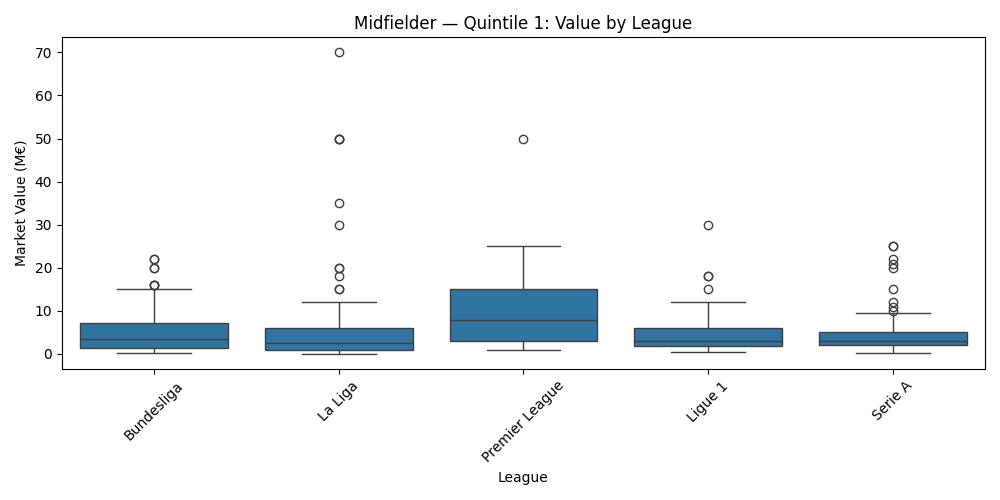 Midfielder — Quintile 1: Value by League
Market Value (M€)
70
60
50
40
30
20
10
0
Bundesliga
La Liga
Premier League
Ligue 1
Serie A
League